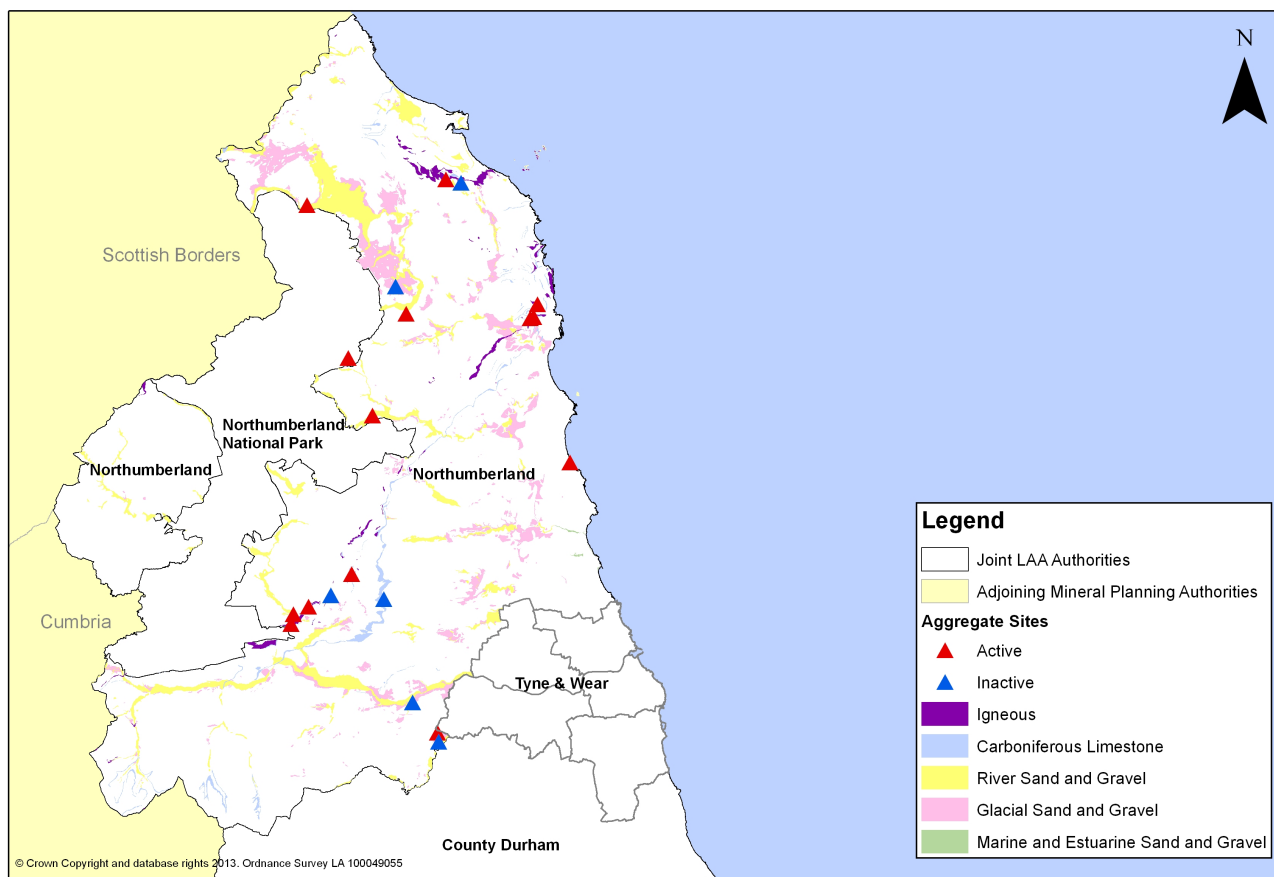 N
Scottish Borders
Northumberland
National Park
Northumberland
Northumberland
Cumbria
Tyne & Wear
County Durham
Legend
Joint LAA Authorities
Adjoining Mineral Planning Authorities
Aggregate Sites
Active
Inactive
Igneous
Carboniferous Limestone
River Sand and Gravel
Glacial Sand and Gravel
Marine and Estuarine Sand and Gravel
© Crown Copyright and database rights 2013. Ordnance Survey LA 100049055